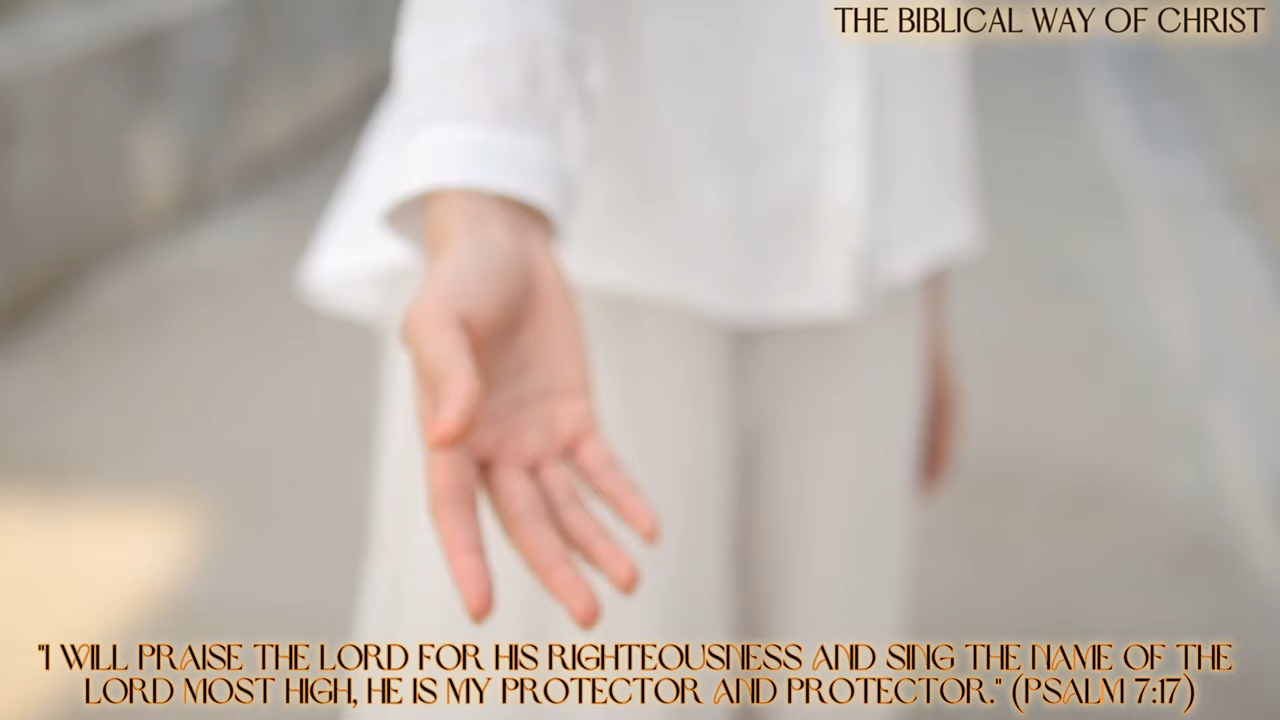 THE BIBLICAL WAY OF CHRIST
"I WILL PRAISE THE LORD FOR HIS RIGHTEOUSNESS AND SING THE NAME OF THE
LORD MOST HIGH, HE IS MY PROTECTOR AND PROTECTOR." (PSALM 7:17)